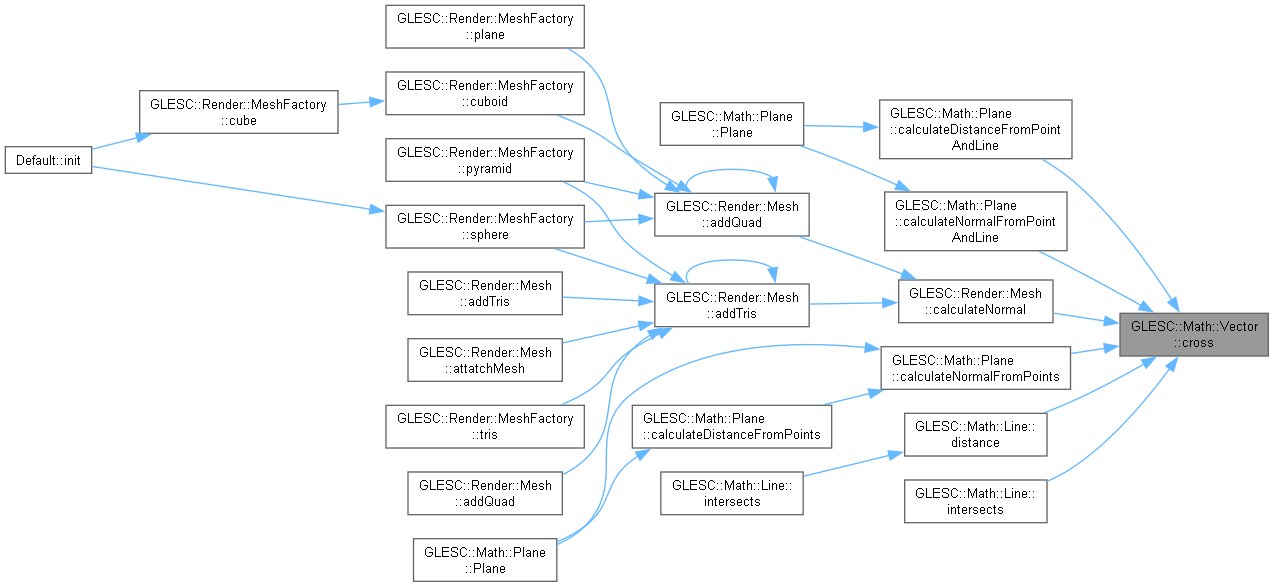 GLESC::Render::MeshFactory
::plane
GLESC::Render::MeshFactory
::cuboid
GLESC::Render::MeshFactory
::cube
Default::init
GLESC::Render::MeshFactory
::pyramid
GLESC::Render::MeshFactory
::sphere
GLESC::Render::Mesh
::addTris
GLESC::Render::Mesh
::attatchMesh
GLESC::Render::MeshFactory
::tris
GLESC::Render::Mesh
::addQuad
GLESC::Math::Plane
::Plane
GLESC::Math::Plane
::Plane
GLESC::Render::Mesh
::addQuad
GLESC::Render::Mesh
::addTris
GLESC::Math::Plane
::calculateDistanceFromPoints
GLESC::Math::Line::
intersects
GLESC::Math::Plane
::calculateDistanceFromPoint
AndLine
GLESC::Math::Plane
::calculateNormalFromPoint
AndLine
GLESC::Render::Mesh
::calculateNormal
GLESC::Math::Plane
::calculateNormalFromPoints
GLESC::Math::Line::
distance
GLESC::Math::Line::
intersects
GLESC::Math::Vector
::cross